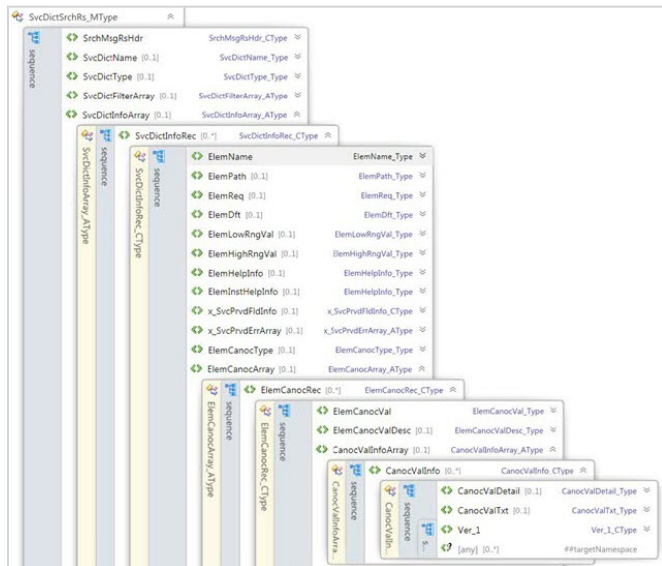 SvcDictSrchRs_MType
sequence
SrchMsgRsHdr SrchMsgRsHdr_CType
SvcDictName [0..1] SvcDictName_Type
SvcDictType [0..1] SvcDictType_Type
SvcDictFilterArray [0..1] SvcDictFilterArray_AType
SvcDictInfoArray [0..1] SvcDictInfoArray_AType
SvcDictInfoArray_AType
sequence
SvcDictInfoRec [0..*] SvcDictInfoRec_CType
SvcDictInfoRec_CType
sequence
ElemName ElemName_Type
ElemPath [0..1] ElemPath_Type
ElemReq [0..1] ElemReq_Type
ElemDft [0..1] ElemDft_Type
ElemLowRngVal [0..1] ElemLowRngVal_Type
ElemHighRngVal [0..1] ElemHighRngVal_Type
ElemHelpInfo [0..1] ElemHelpInfo_Type
ElemInstHelpInfo [0..1] ElemHelpInfo_Type
x_SvcPrvdFldInfo [0..1] x_SvcPrvdFldInfo_CType
x_SvcPrvdErrArray [0..1] x_SvcPrvdErrArray_AType
ElemCanocType [0..1] ElemCanocType_Type
ElemCanocArray [0..1] ElemCanocArray_AType
ElemCanocArray_AType
sequence
ElemCanocRec [0..*] ElemCanocRec_CType
ElemCanocRec_CType
sequence
ElemCanocVal ElemCanocVal_Type
ElemCanocValDesc [0..1] ElemCanocValDesc_Type
CanocValInfoArray [0..1] CanocValInfoArray_AType
CanocValInfoArra...
sequence
CanocValInfo [0..*] CanocValInfo_CType
CanocValIn...
sequence
CanocValDetail [0..1] CanocValDetail_Type
CanocValTxt [0..1] CanocValTxt_Type
s...
Ver_1 Ver_1_CType
[any] [0..*] ##targetNamespace